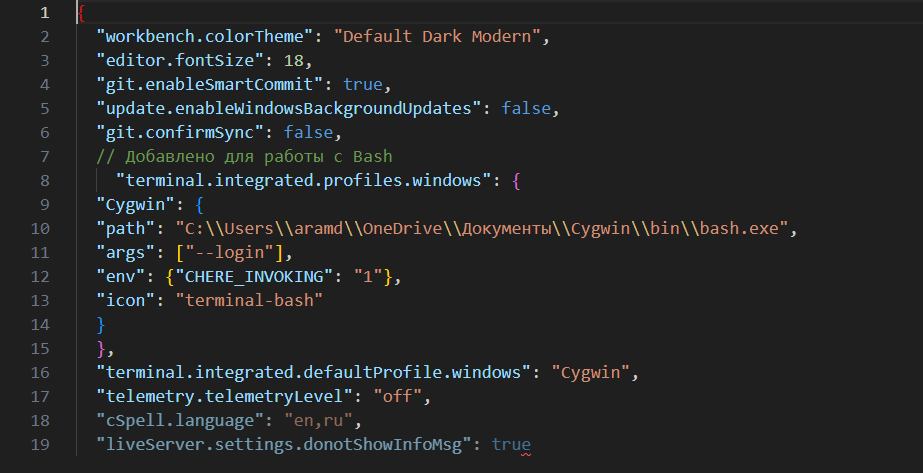 1 {
2 "workbench.colorTheme": "Default Dark Modern",
3 "editor.fontSize": 18,
4 "git.enableSmartCommit": true,
5 "update.enableWindowsBackgroundUpdates": false,
6 "git.confirmSync": false,
7 // Добавлено для работы с Bash
8 "terminal.integrated.profiles.windows": {
9 "Cygwin": {
10 "path": "C:\\Users\\aramd\\OneDrive\\Документы\\Cygwin\\bin\\bash.exe",
11 "args": ["--login"],
12 "env": {"CHERE_INVOKING": "1"},
13 "icon": "terminal-bash"
14 }
15 },
16 "terminal.integrated.defaultProfile.windows": "Cygwin",
17 "telemetry.telemetryLevel": "off",
18 "cSpell.language": "en,ru",
19 "liveServer.settings.donotShowInfoMsg": true